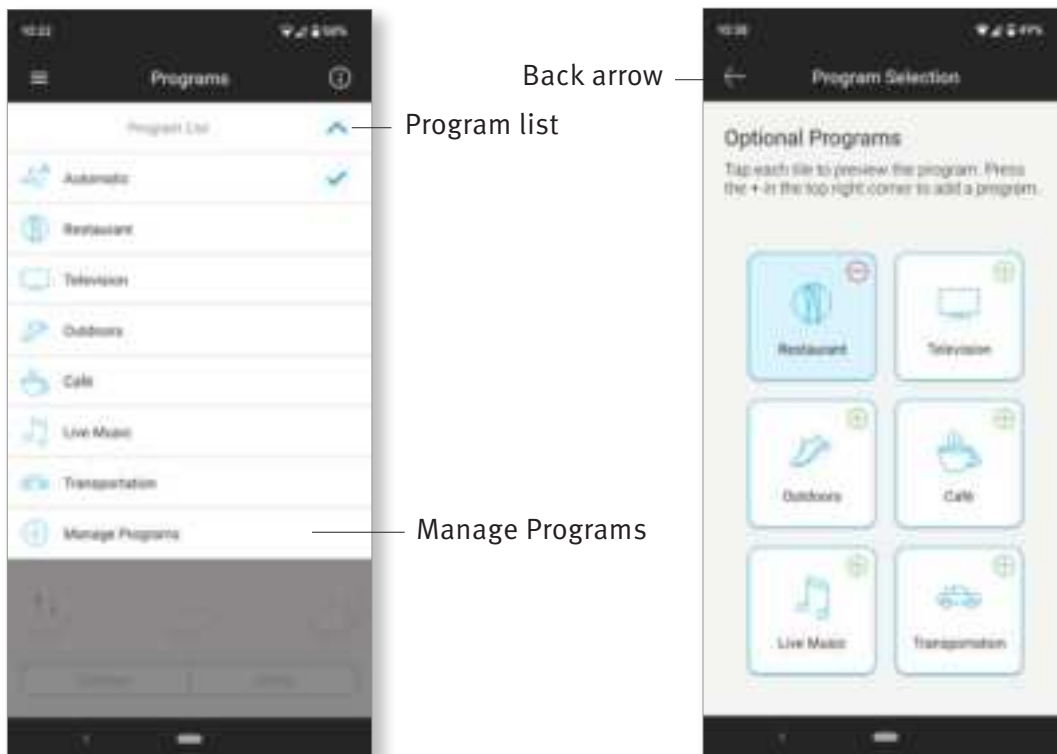 10:22
Programs
Program List
Automatic
Restaurant
Television
Outdoors
Café
Live Music
Transportation
Manage Programs
Program list
Manage Programs
Back arrow
Program Selection
Optional Programs
Tap each tile to preview the program. Press
the + in the top right corner to add a program.
Restaurant
Television
Outdoors
Café
Live Music
Transportation